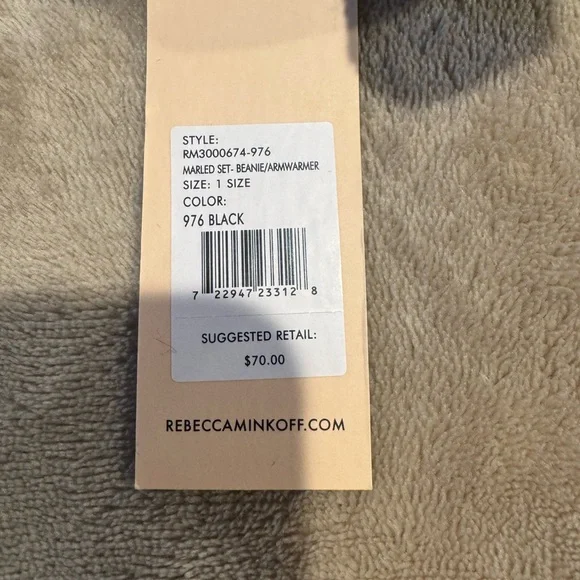 STYLE:
RM3000674-976
MARLED SET- BEANIE/ARMWARMER
SIZE: 1 SIZE
COLOR:
976 BLACK
7 22947 23312 8
SUGGESTED RETAIL:
$70.00
REBECCAMINKOFF.COM